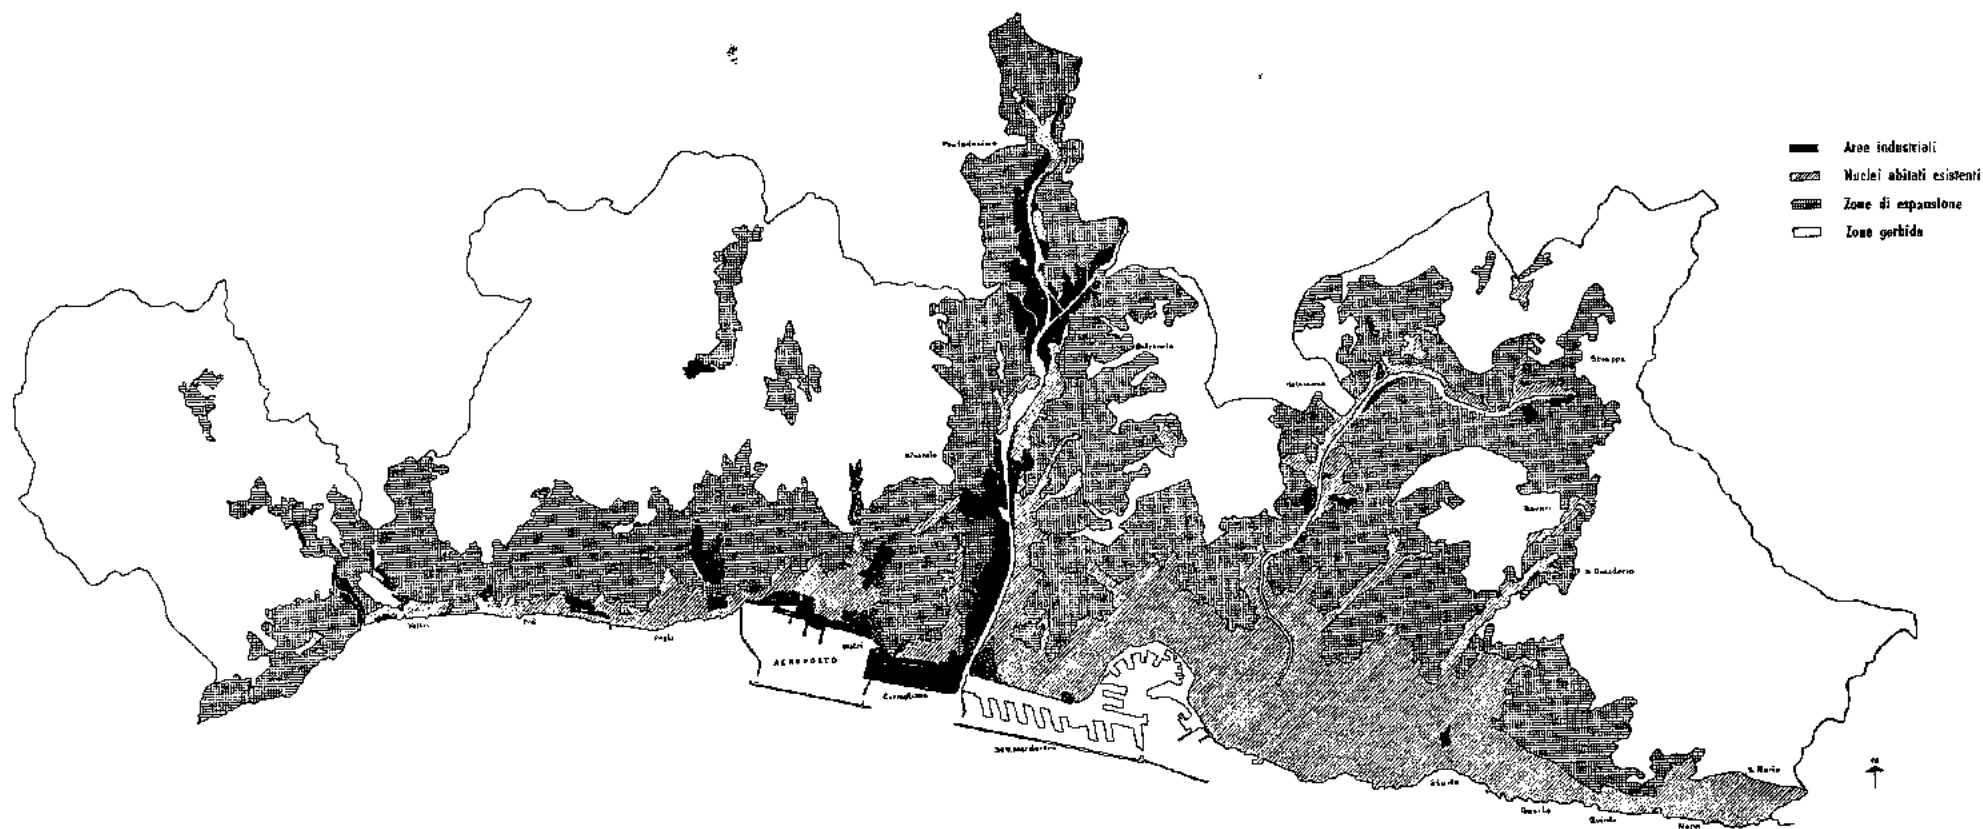 Pontedecimo
Aree industriali
Nuclei abitati esistenti
Zone di espansione
Zone gerbide
Bolzaneto
Struppa
Molassana
Rivarolo
Bavari
S. Desiderio
Voltri
Prà
Pegli
Sestri
AEROPORTO
Cornigliano
Sampierdarena
S. Ilario
Sturla
Quarto
Quinto
Nervi
N